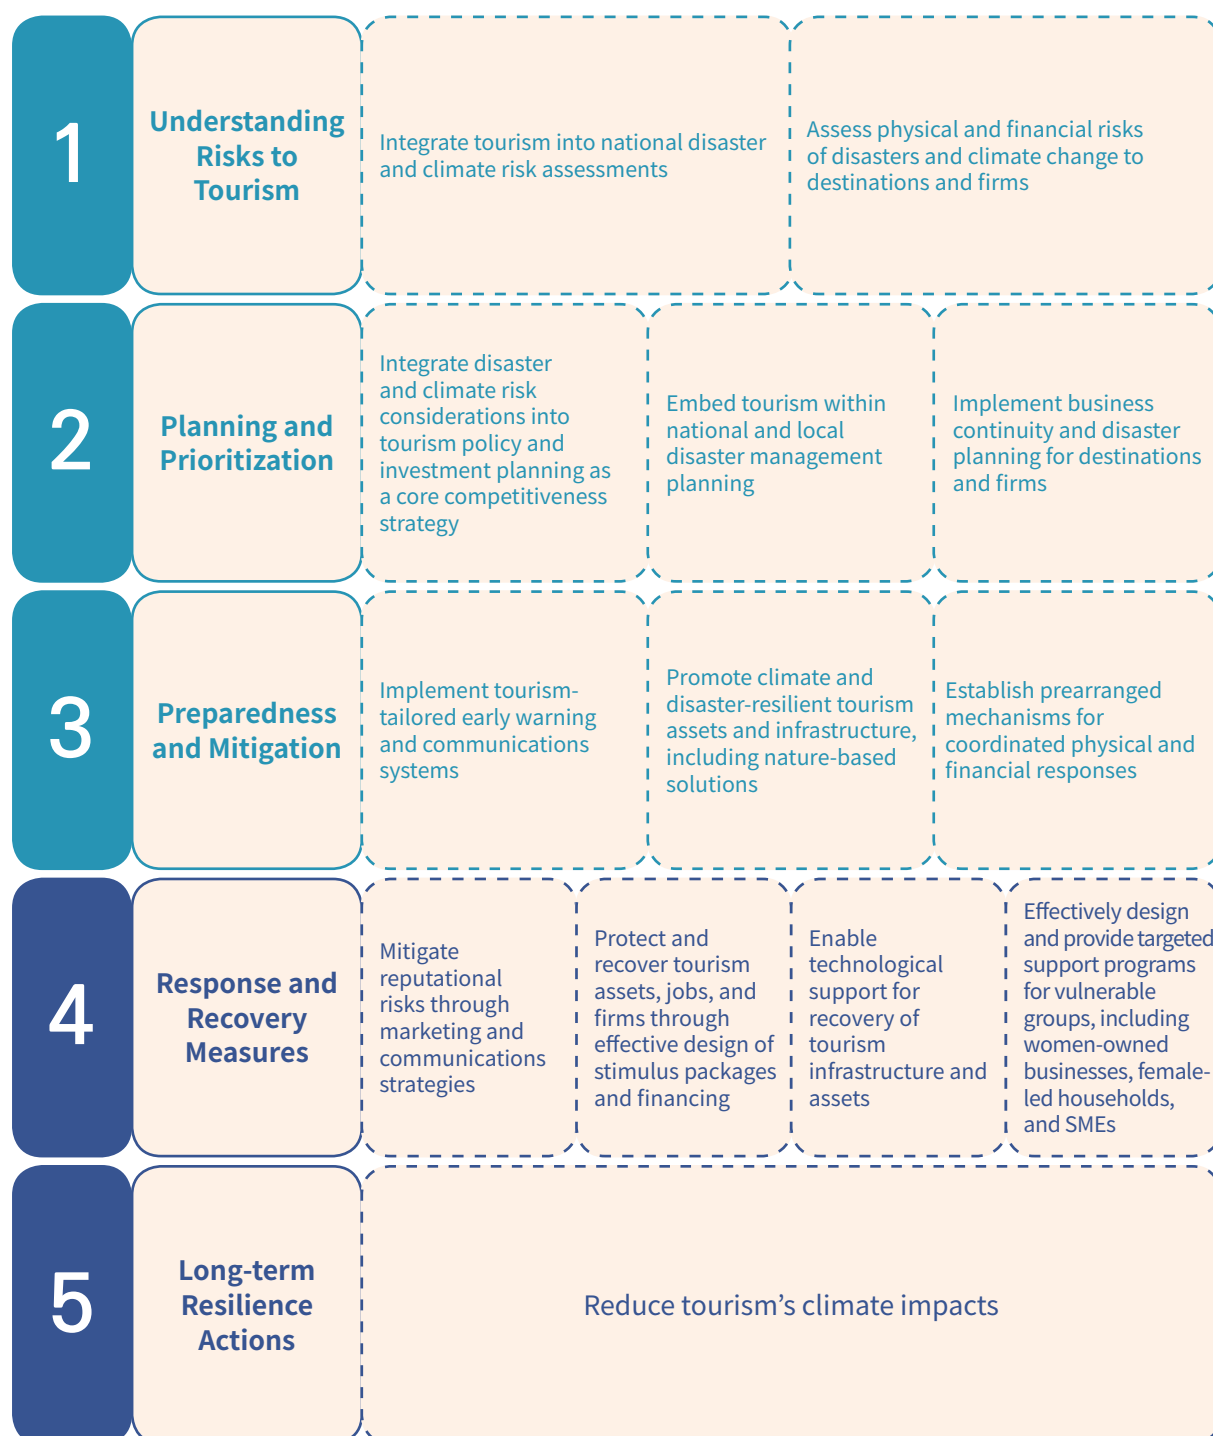 1
Understanding
Risks to
Tourism
Integrate tourism into national disaster
and climate risk assessments
Assess physical and financial risks
of disasters and climate change to
destinations and firms
2
Planning and
Prioritization
Integrate disaster
and climate risk
considerations into
tourism policy and
investment planning as
a core competitiveness
strategy
Embed tourism within
national and local
disaster management
planning
Implement business
continuity and disaster
planning for destinations
and firms
3
Preparedness
and Mitigation
Implement tourism-
tailored early warning
and communications
systems
Promote climate and
disaster-resilient tourism
assets and infrastructure,
including nature-based
solutions
Establish prearranged
mechanisms for
coordinated physical and
financial responses
4
Response and
Recovery
Measures
Mitigate
reputational
risks through
marketing and
communications
strategies
Protect and
recover tourism
assets, jobs, and
firms through
effective design of
stimulus packages
and financing
Enable
technological
support for
recovery of
tourism
infrastructure and
assets
Effectively design
and provide targeted
support programs
for vulnerable
groups, including
women-owned
businesses, female-
led households,
and SMEs
5
Long-term
Resilience
Actions
Reduce tourism’s climate impacts